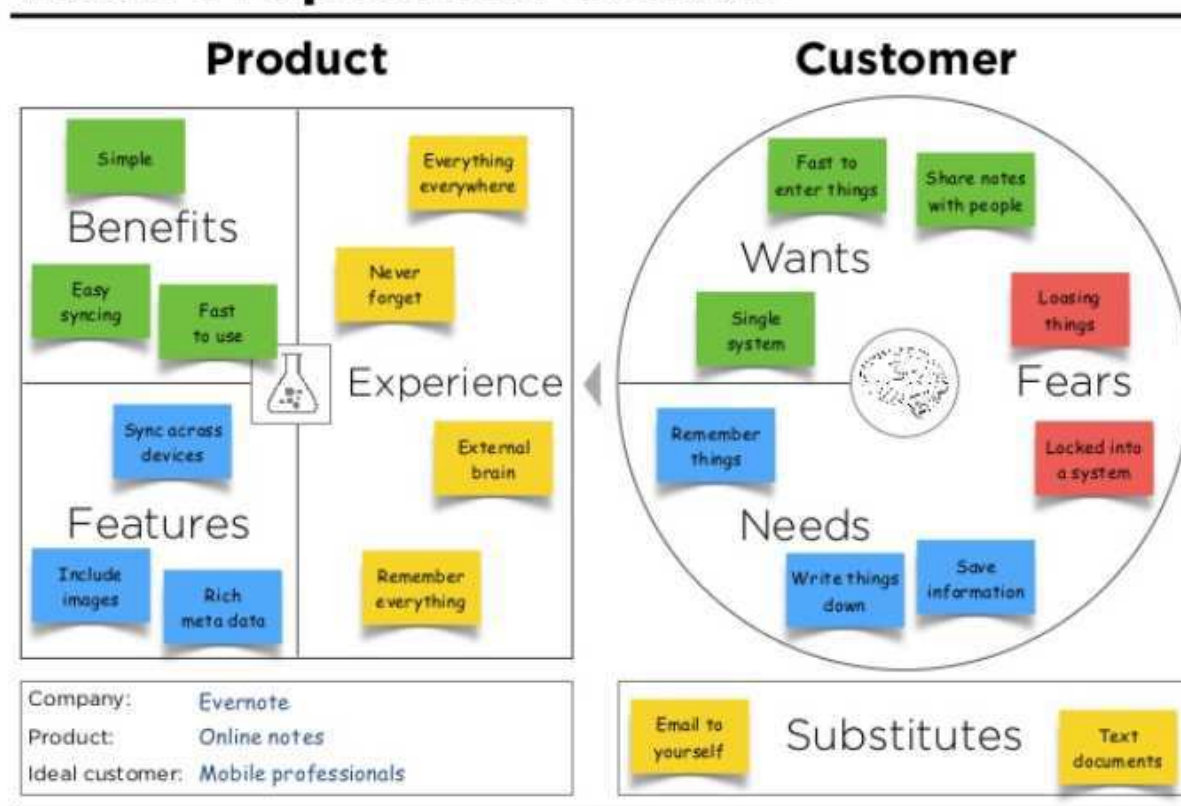 Product
Simple
Benefits
Easy
syncing
Fast
to use
Everything
everywhere
Never
forget
Experience
External
brain
Remember
everything
Sync across
devices
Features
Include
images
Rich
meta data
Customer
Fast to
enter things
Share notes
with people
Wants
Single
system
Loasing
things
Fears
Locked into
a system
Remember
things
Needs
Write things
down
Save
information
Company: Evernote
Product: Online notes
Ideal customer: Mobile professionals
Email to
yourself
Substitutes
Text
documents